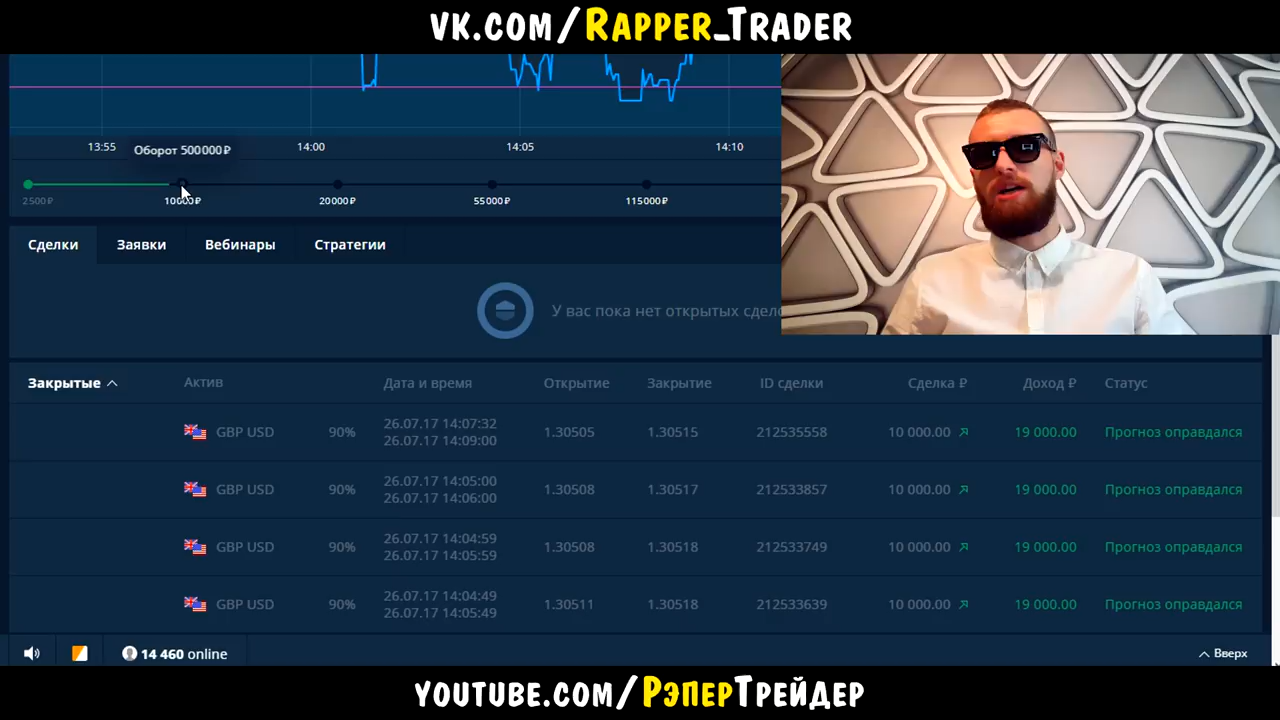 vk.com/Rapper_Trader
13:55 14:00 14:05 14:10
Оборот 500 000 ₽
2500 ₽ 10000 ₽ 20000 ₽ 55000 ₽ 115000 ₽
Сделки Заявки Вебинары Стратегии
У вас пока нет открытых
Закрытые Актив Дата и время Открытие Закрытие ID сделки Сделка ₽ Доход ₽ Статус
GBP USD 90% 26.07.17 14:07:32 1.30505 1.30515 212535558 10 000.00 19 000.00 Прогноз оправдался
26.07.17 14:09:00
GBP USD 90% 26.07.17 14:05:00 1.30508 1.30517 212533857 10 000.00 19 000.00 Прогноз оправдался
26.07.17 14:06:00
GBP USD 90% 26.07.17 14:04:59 1.30508 1.30518 212533749 10 000.00 19 000.00 Прогноз оправдался
26.07.17 14:05:59
GBP USD 90% 26.07.17 14:04:49 1.30511 1.30518 212533639 10 000.00 19 000.00 Прогноз оправдался
26.07.17 14:05:49
14 460 online Вверх
youtube.com/РэперТрейдер